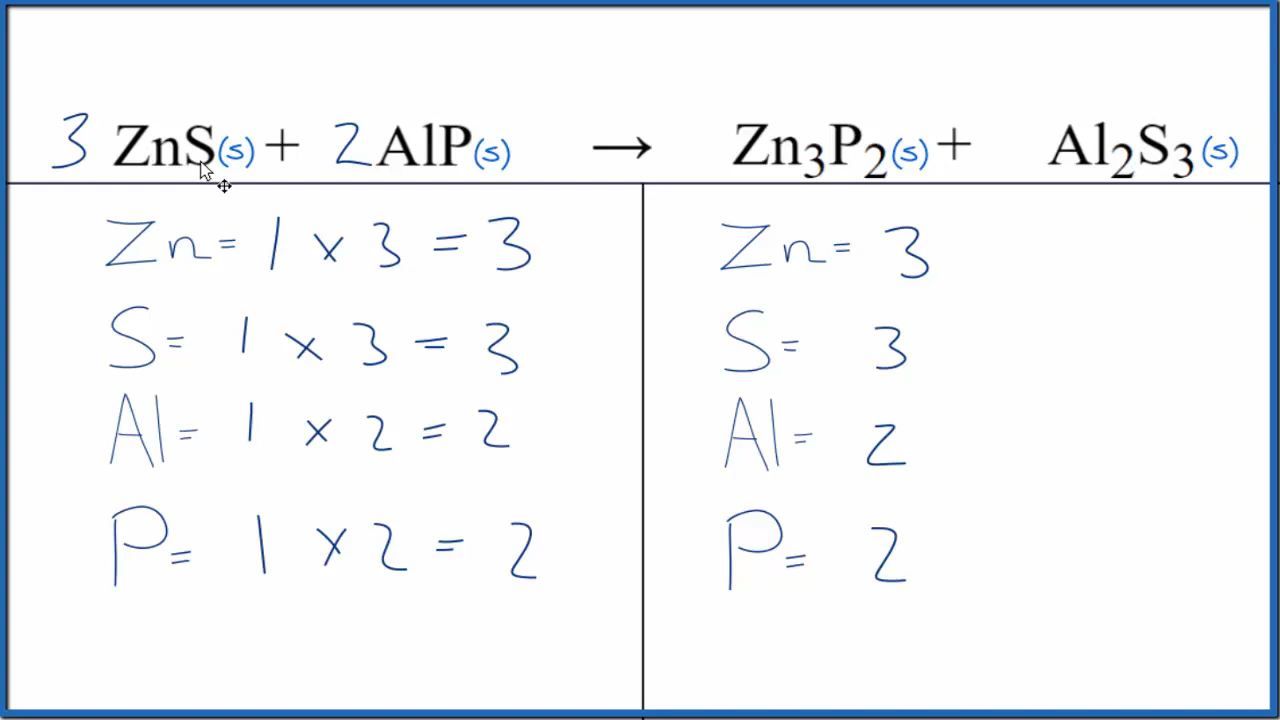 3 ZnS(s) + 2 AlP(s) → Zn₃P₂(s) + Al₂S₃(s)
Zn = 1 x 3 = 3
S = 1 x 3 = 3
Al = 1 x 2 = 2
P = 1 x 2 = 2
Zn = 3
S = 3
Al = 2
P = 2